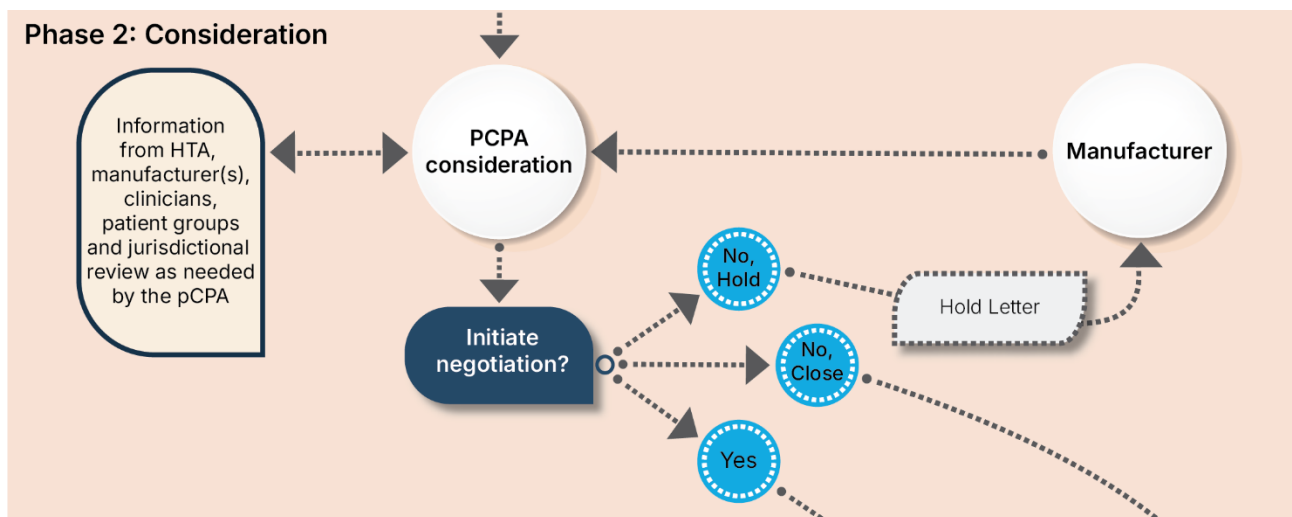 Phase 2: Consideration
Information
from HTA,
manufacturer(s),
clinicians,
patient groups
and jurisdictional
review as needed
by the pCPA
PCPA
consideration
Manufacturer
No,
Hold
Hold Letter
Initiate
negotiation?
No,
Close
Yes